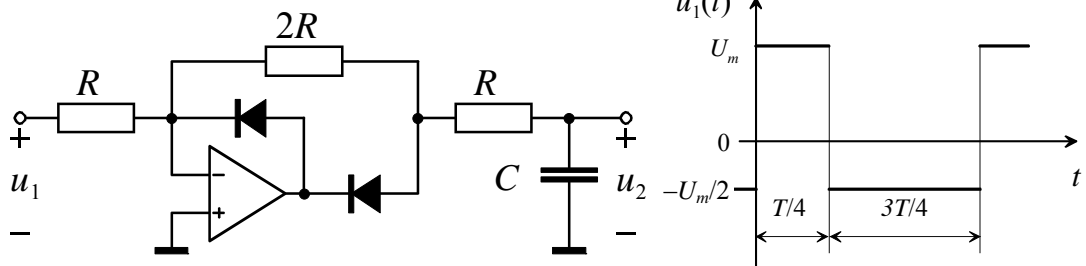 2R
R
R
+
u₁
−
−
+
C
+
u₂
−
u₁(t)
Uₘ
0
−Uₘ/2
T/4
3T/4
t